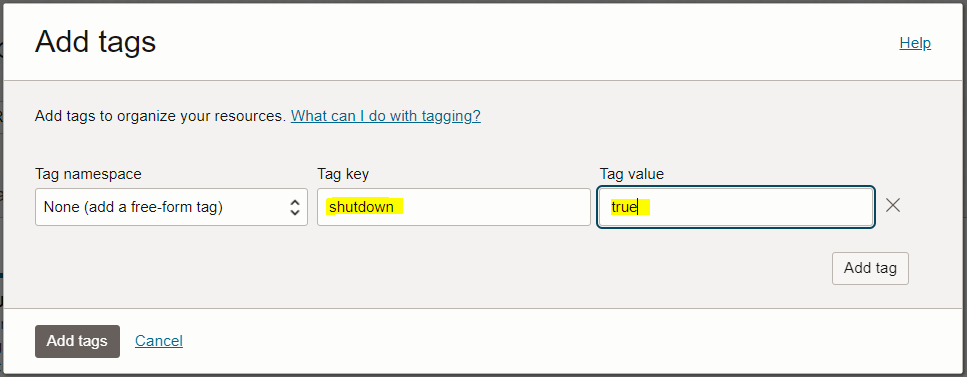 Add tags
Help
Add tags to organize your resources. What can I do with tagging?
Tag namespace Tag key Tag value
None (add a free-form tag) shutdown true
Add tag
Add tags Cancel